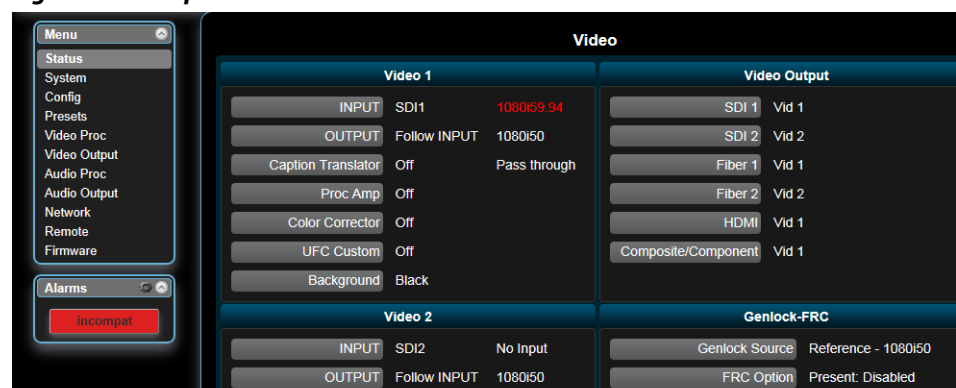 Menu
Status
System
Config
Presets
Video Proc
Video Output
Audio Proc
Audio Output
Network
Remote
Firmware
Alarms
incompat
Video
Video 1
INPUT SDI1 1080i59.94
OUTPUT Follow INPUT 1080i50
Caption Translator Off Pass through
Proc Amp Off
Color Corrector Off
UFC Custom Off
Background Black
Video Output
SDI 1 Vid 1
SDI 2 Vid 2
Fiber 1 Vid 1
Fiber 2 Vid 2
HDMI Vid 1
Composite/Component Vid 1
Video 2
INPUT SDI2 No Input
OUTPUT Follow INPUT 1080i50
Genlock-FRC
Genlock Source Reference - 1080i50
FRC Option Present: Disabled